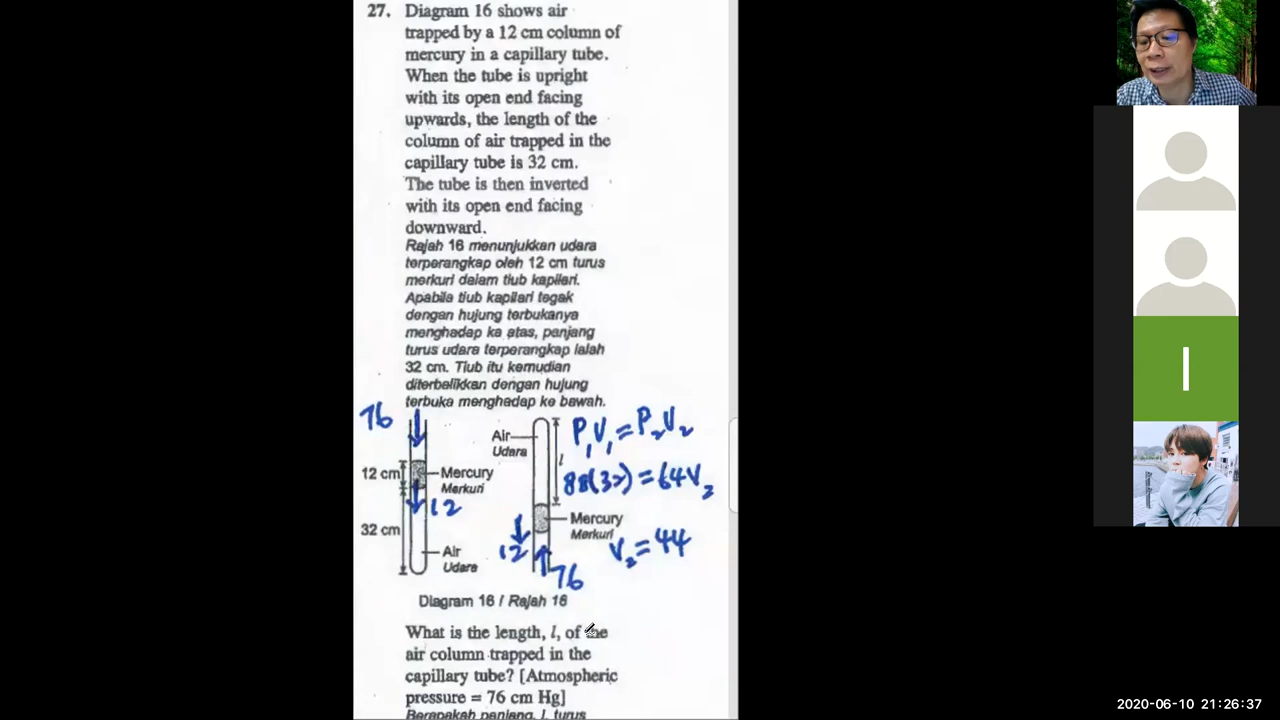 27. Diagram 16 shows air
trapped by a 12 cm column of
mercury in a capillary tube.
When the tube is upright
with its open end facing
upwards, the length of the
column of air trapped in the
capillary tube is 32 cm.
The tube is then inverted
with its open end facing
downward.
Rajah 16 menunjukkan udara
terperangkap oleh 12 cm turus
merkuri dalam tiub kapilari.
Apabila tiub kapilari tegak
dengan hujung terbukanya
menghadap ke atas, panjang
turus udara terperangkap ialah
32 cm. Tiub itu kemudian
diterbalikkan dengan hujung
terbuka menghadap ke bawah.
76
12 cm
Mercury
Merkuri
12
32 cm
Air
Udara
Air
Udara
l
Mercury
Merkuri
12
76
P₁V₁ = P₂V₂
88(32) = 64V₂
V₂ = 44
Diagram 16 / Rajah 16
What is the length, l, of the
air column trapped in the
capillary tube? [Atmospheric
pressure = 76 cm Hg]
Berapakah panjang, l, turus
I
2020-06-10 21:26:37